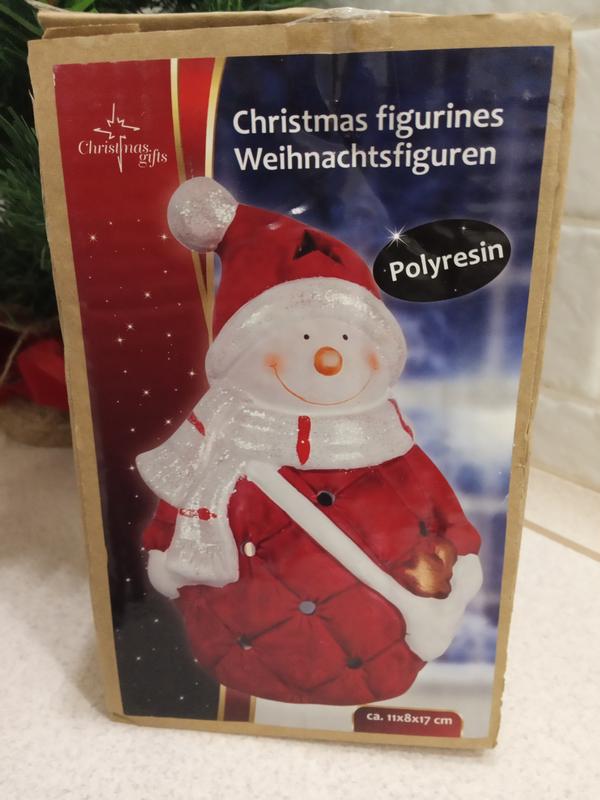 Christmas
gifts
Christmas figurines
Weihnachtsfiguren
Polyresin
ca. 11x8x17 cm